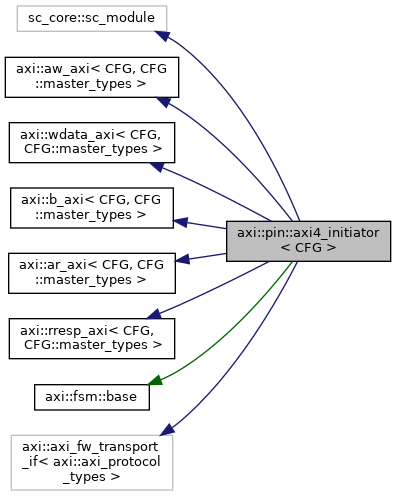 sc_core::sc_module
axi::aw_axi< CFG, CFG
::master_types >
axi::wdata_axi< CFG,
CFG::master_types >
axi::b_axi< CFG, CFG
::master_types >
axi::pin::axi4_initiator
< CFG >
axi::ar_axi< CFG, CFG
::master_types >
axi::rresp_axi< CFG,
CFG::master_types >
axi::fsm::base
axi::axi_fw_transport
_if< axi::axi_protocol
_types >